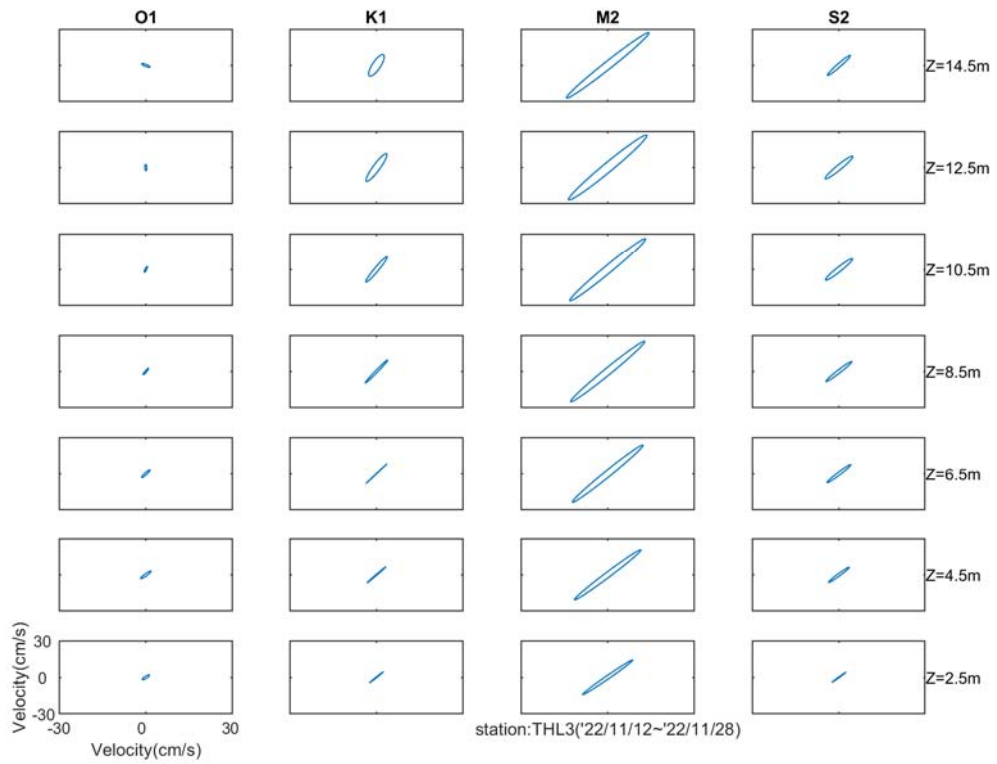 O1 K1 M2 S2
Z=14.5m
Z=12.5m
Z=10.5m
Z=8.5m
Z=6.5m
Z=4.5m
Z=2.5m
Velocity(cm/s)
30
0
-30
-30 0 30
Velocity(cm/s)
station:THL3('22/11/12~'22/11/28)